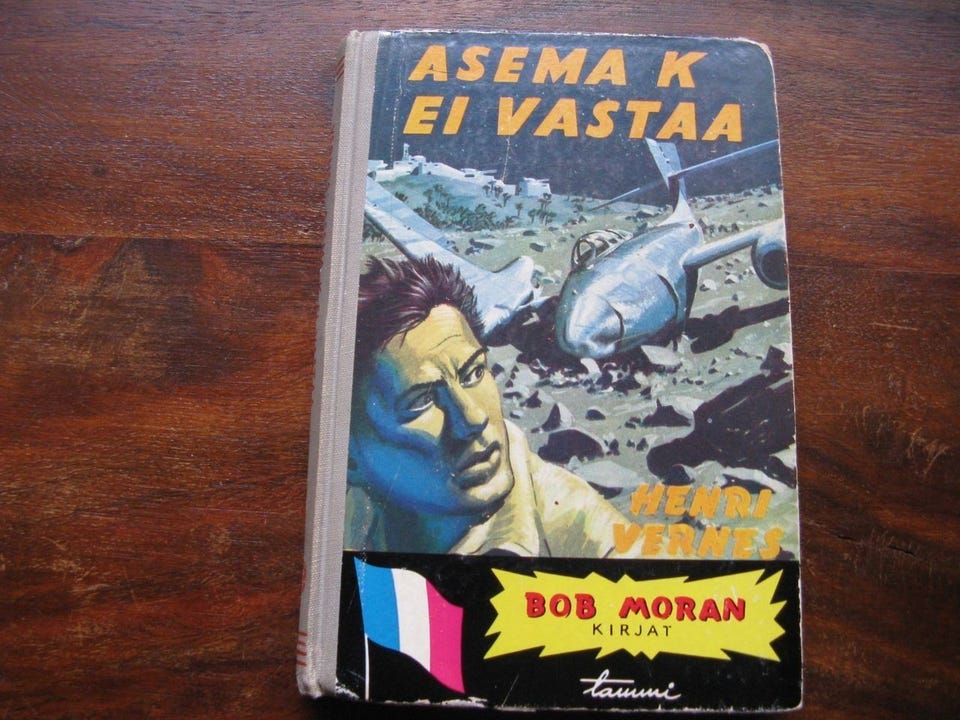 ASEMA K
EI VASTAA
HENRI
VERNES
BOB MORAN
KIRJAT
tammi